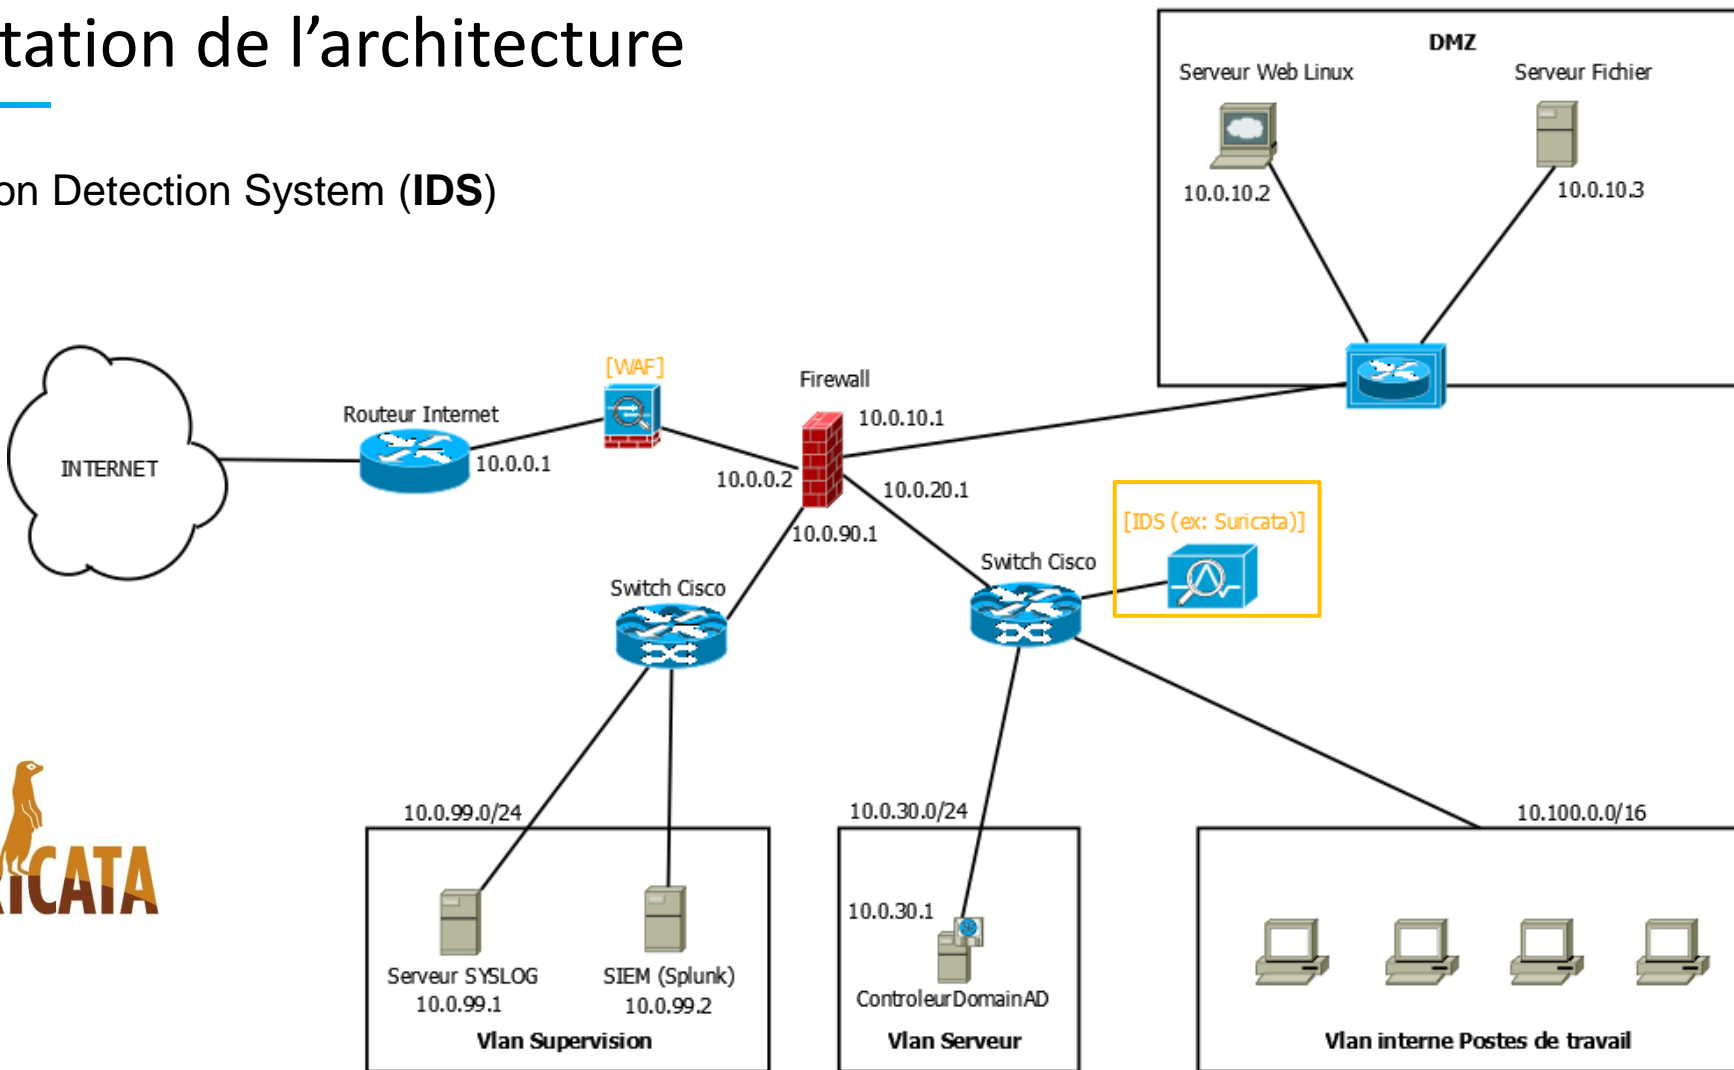 tation de l’architecture
on Detection System (IDS)
DMZ
Serveur Web Linux
Serveur Fichier
10.0.10.2
10.0.10.3
[WAF]
Firewall
Routeur Internet
10.0.10.1
INTERNET
10.0.0.1
10.0.0.2
10.0.20.1
10.0.90.1
[IDS (ex: Suricata)]
Switch Cisco
Switch Cisco
10.0.99.0/24
10.0.30.0/24
10.100.0.0/16
RICATA
10.0.30.1
Serveur SYSLOG
10.0.99.1
SIEM (Splunk)
10.0.99.2
ControleurDomainAD
Vlan Supervision
Vlan Serveur
Vlan interne Postes de travail